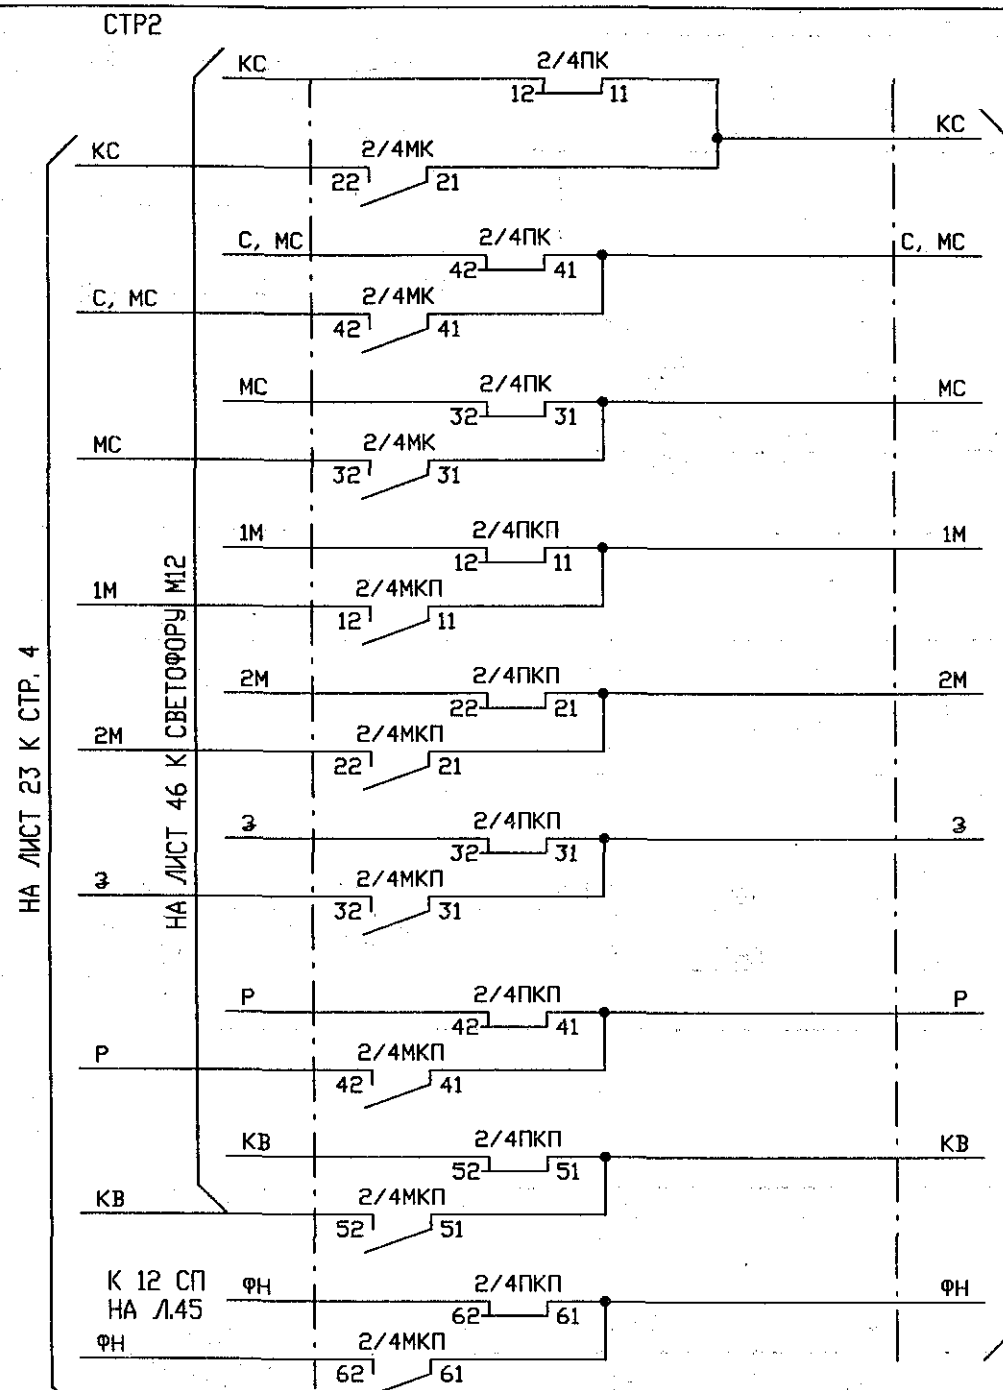 СТР2
КС 2/4ПК
12 11
КС
КС 2/4МК
22 21
С, МС 2/4ПК С, МС
42 41
С, МС 2/4МК
42 41
МС 2/4ПК МС
32 31
МС 2/4МК
32 31
1М 2/4ПКП 1М
12 11
1М 2/4МКП
12 11
2М 2/4ПКП 2М
22 21
2М 2/4МКП
22 21
З 2/4ПКП З
32 31
З 2/4МКП
32 31
Р 2/4ПКП Р
42 41
Р 2/4МКП
42 41
КВ 2/4ПКП КВ
52 51
КВ 2/4МКП
52 51
К 12 СП
НА Л.45
ФН 2/4ПКП ФН
62 61
ФН 2/4МКП
62 61
НА ЛИСТ 23 К СТР. 4
НА ЛИСТ 46 К СВЕТОФОРУ М12